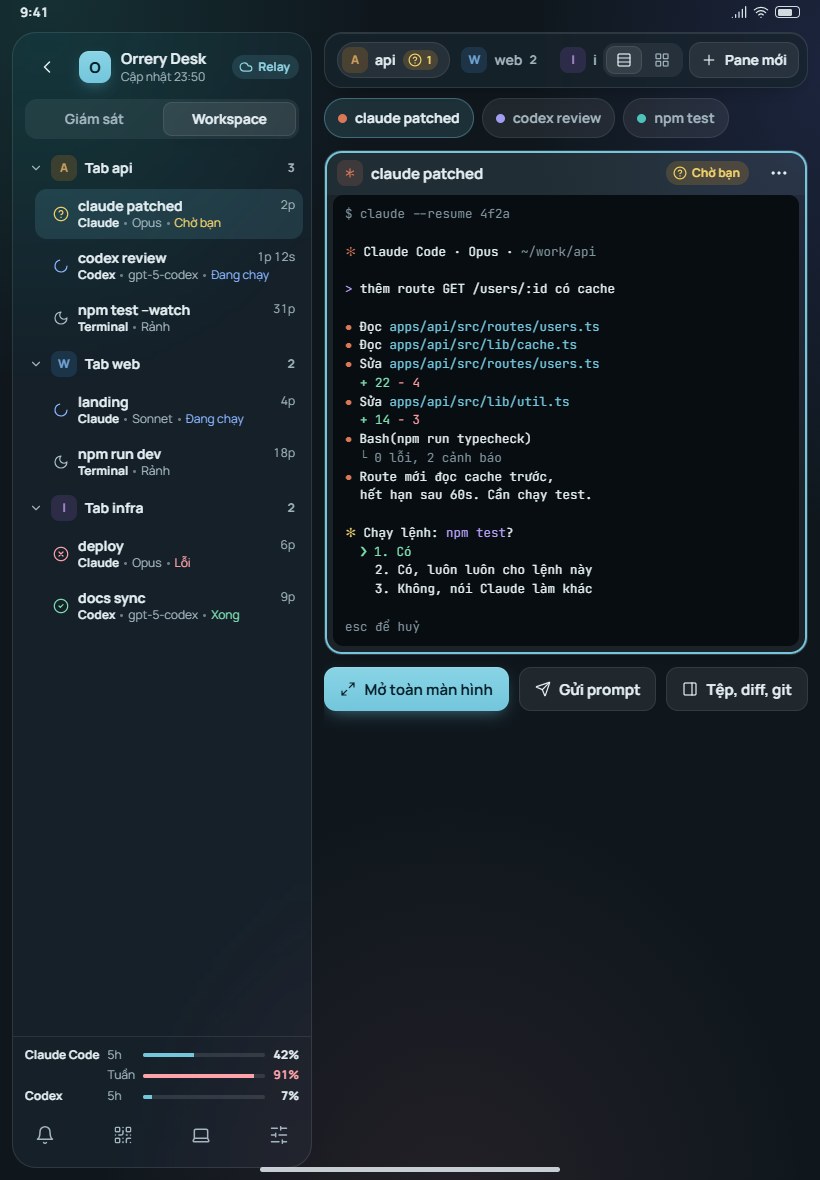 9:41
O
Orrery Desk
Cập nhật 23:50
Relay
Giám sát
Workspace
A Tab api 3
claude patched 2p
Claude • Opus • Chờ bạn
codex review 1p 12s
Codex • gpt-5-codex • Đang chạy
npm test –watch 31p
Terminal • Rảnh
W Tab web 2
landing 4p
Claude • Sonnet • Đang chạy
npm run dev 18p
Terminal • Rảnh
I Tab infra 2
deploy 6p
Claude • Opus • Lỗi
docs sync 9p
Codex • gpt-5-codex • Xong
Claude Code 5h 42%
Tuần 91%
Codex 5h 7%
A api 1 W web 2 I i + Pane mới
claude patched
codex review
npm test
claude patched Chờ bạn ...
$ claude --resume 4f2a
✻ Claude Code · Opus · ~/work/api
> thêm route GET /users/:id có cache
● Đọc apps/api/src/routes/users.ts
● Đọc apps/api/src/lib/cache.ts
● Sửa apps/api/src/routes/users.ts
+ 22 - 4
● Sửa apps/api/src/lib/util.ts
+ 14 - 3
● Bash(npm run typecheck)
└ 0 lỗi, 2 cảnh báo
● Route mới đọc cache trước,
hết hạn sau 60s. Cần chạy test.
✻ Chạy lệnh: npm test?
❯ 1. Có
2. Có, luôn luôn cho lệnh này
3. Không, nói Claude làm khác
esc để huỷ
Mở toàn màn hình
Gửi prompt
Tệp, diff, git